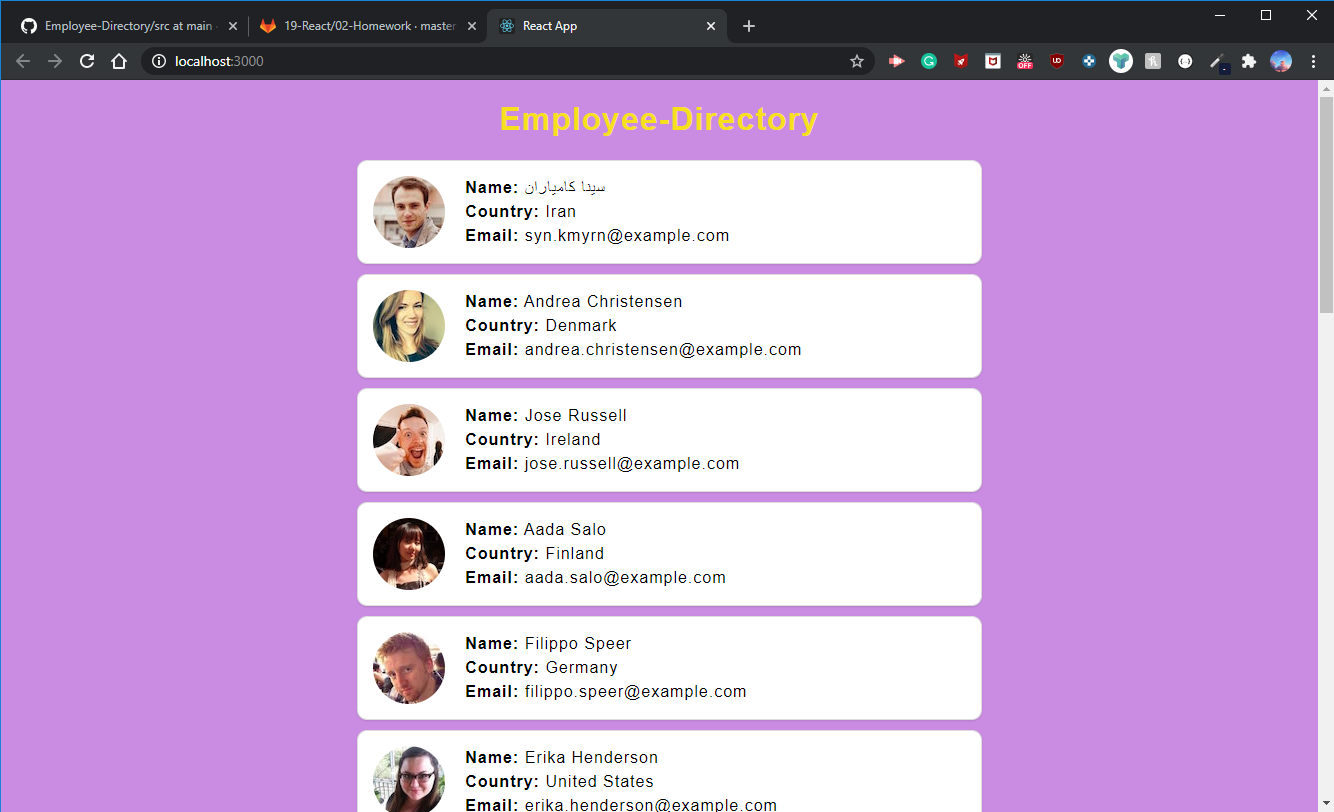 Employee-Directory/src at main
19-React/02-Homework · master
React App
localhost:3000
OFF
UD
Employee-Directory
Name: سینا کامیاران
Country: Iran
Email: syn.kmyrn@example.com
Name: Andrea Christensen
Country: Denmark
Email: andrea.christensen@example.com
Name: Jose Russell
Country: Ireland
Email: jose.russell@example.com
Name: Aada Salo
Country: Finland
Email: aada.salo@example.com
Name: Filippo Speer
Country: Germany
Email: filippo.speer@example.com
Name: Erika Henderson
Country: United States
Email: erika.henderson@example.com